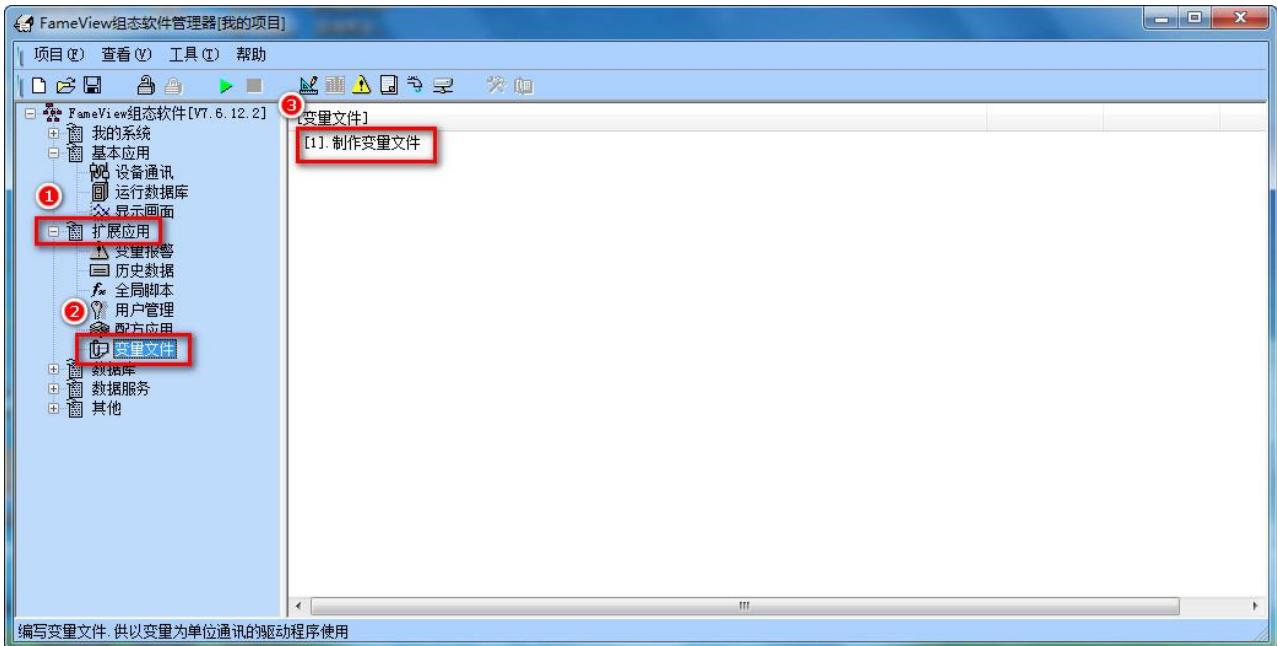 FameView组态软件管理器[我的项目]
项目(F) 查看(V) 工具(T) 帮助
FameView组态软件[V7.6.12.2]
我的系统
基本应用
设备通讯
1
运行数据库
显示画面
扩展应用
变量报警
历史数据
全局脚本
2
用户管理
配方应用
变量文件
数据库
数据服务
其他
3
[变量文件]
[1].制作变量文件
编写变量文件.供以变量为单位通讯的驱动程序使用